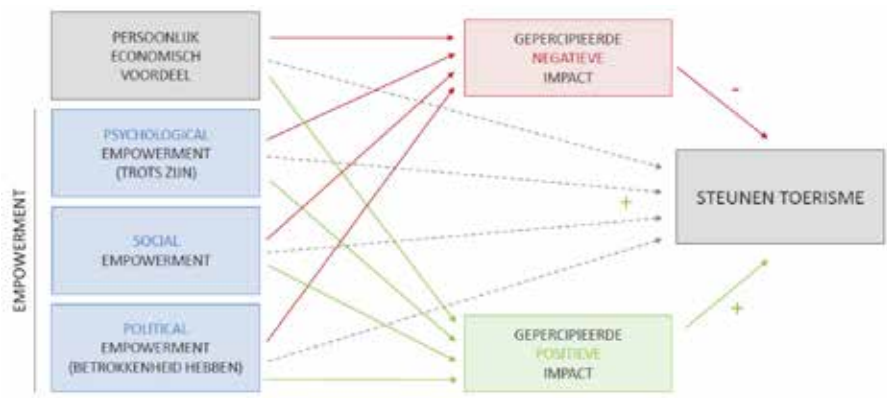 PERSOONLIJK
ECONOMISCH
VOORDEEL
EMPOWERMENT
PSYCHOLOGICAL
EMPOWERMENT
(TROTS ZIJN)
SOCIAL
EMPOWERMENT
POLITICAL
EMPOWERMENT
(BETROKKENHEID HEBBEN)
GEPERCIPIEERDE
NEGATIEVE
IMPACT
-
+
STEUNEN TOERISME
+
GEPERCIPIEERDE
POSITIEVE
IMPACT